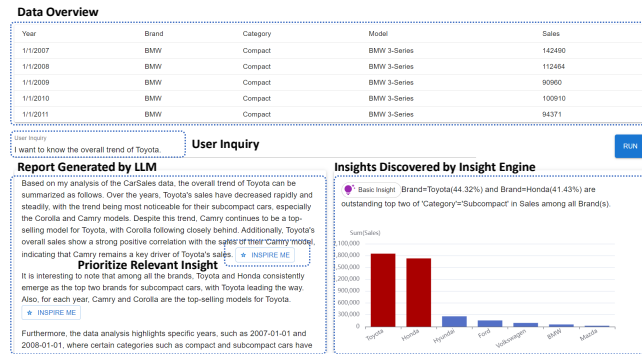 Data Overview
Year Brand Category Model Sales
1/1/2007 BMW Compact BMW 3-Series 142490
1/1/2008 BMW Compact BMW 3-Series 112464
1/1/2009 BMW Compact BMW 3-Series 90960
1/1/2010 BMW Compact BMW 3-Series 100910
1/1/2011 BMW Compact BMW 3-Series 94371
User Inquiry
I want to know the overall trend of Toyota.
User Inquiry
RUN
Report Generated by LLM
Based on my analysis of the CarSales data, the overall trend of Toyota can be
summarized as follows. Over the years, Toyota's sales have decreased rapidly and
steadily, with the trend being most noticeable for their subcompact cars, especially
the Corolla and Camry models. Despite this trend, Camry continues to be a top-
selling model for Toyota, with Corolla following closely behind. Additionally, Toyota's
overall sales show a strong positive correlation with the sales of their Camry model,
indicating that Camry remains a key driver of Toyota's sales. INSPIRE ME
Prioritize Relevant Insight
It is interesting to note that among all the brands, Toyota and Honda consistently
emerge as the top two brands for subcompact cars, with Toyota leading the way.
Also, for each year, Camry and Corolla are the top-selling models for Toyota.
INSPIRE ME
Furthermore, the data analysis highlights specific years, such as 2007-01-01 and
2008-01-01, where certain categories such as compact and subcompact cars have
Insights Discovered by Insight Engine
Basic Insight Brand=Toyota(44.32%) and Brand=Honda(41.43%) are
outstanding top two of 'Category'='Subcompact' in Sales among all Brand(s).
Sum(Sales)
2,100,000
1,800,000
1,500,000
1,200,000
900,000
600,000
300,000
0
Toyota Honda Hyundai Ford Volkswagen BMW Mazda